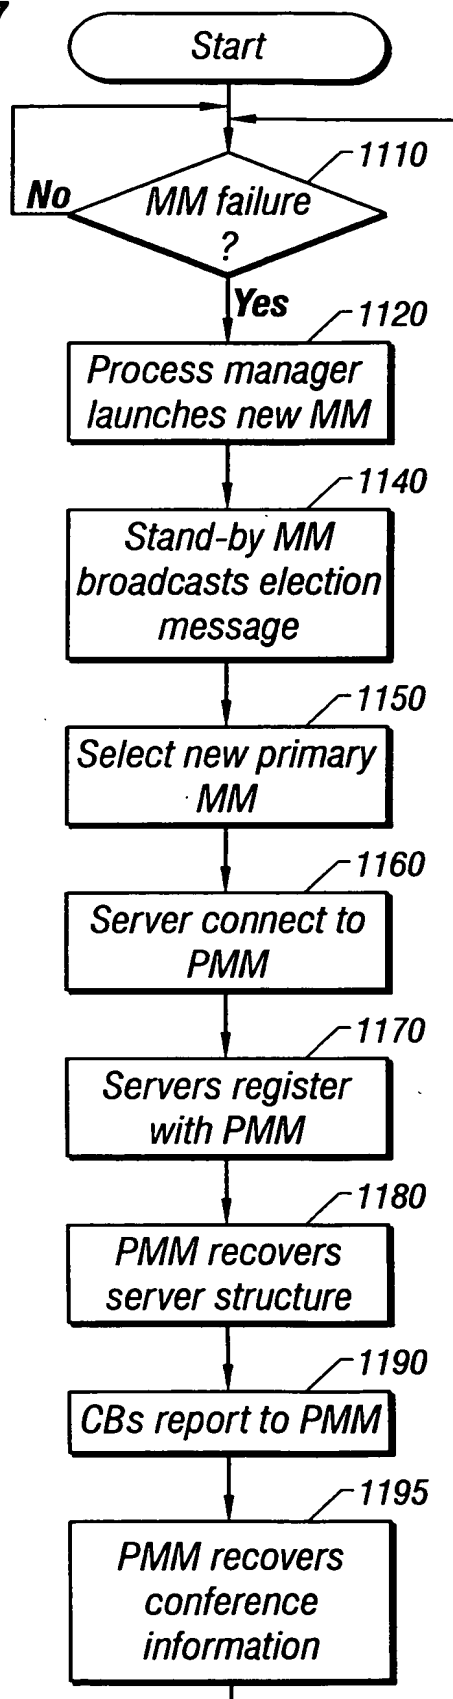 Start
1110
No
MM failure
?
Yes
1120
Process manager
launches new MM
1140
Stand-by MM
broadcasts election
message
1150
Select new primary
MM
1160
Server connect to
PMM
1170
Servers register
with PMM
1180
PMM recovers
server structure
1190
CBs report to PMM
1195
PMM recovers
conference
information